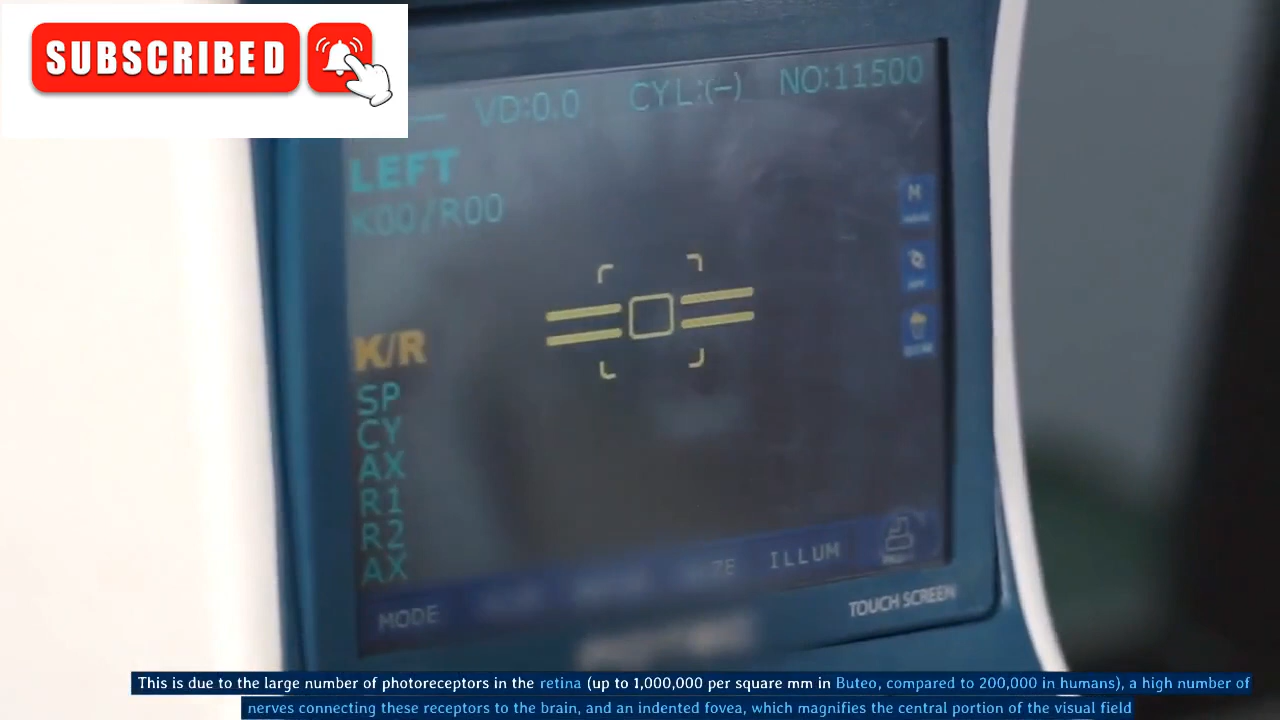 SUBSCRIBED
VD:0.0 CYL:(−) NO:11500
LEFT
K00/R00
M
K/R
SP
CY
AX
R1
R2
AX
MODE ILLUM
TOUCH SCREEN
This is due to the large number of photoreceptors in the retina (up to 1,000,000 per square mm in Buteo, compared to 200,000 in humans), a high number of
nerves connecting these receptors to the brain, and an indented fovea, which magnifies the central portion of the visual field